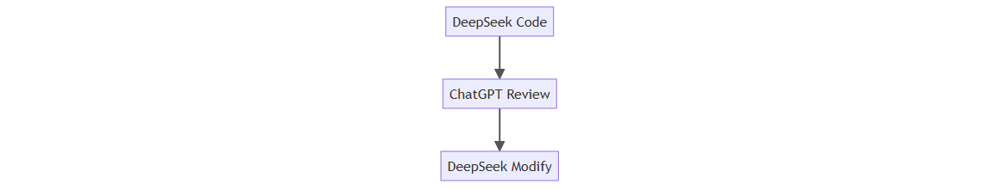 DeepSeek Code
ChatGPT Review
DeepSeek Modify